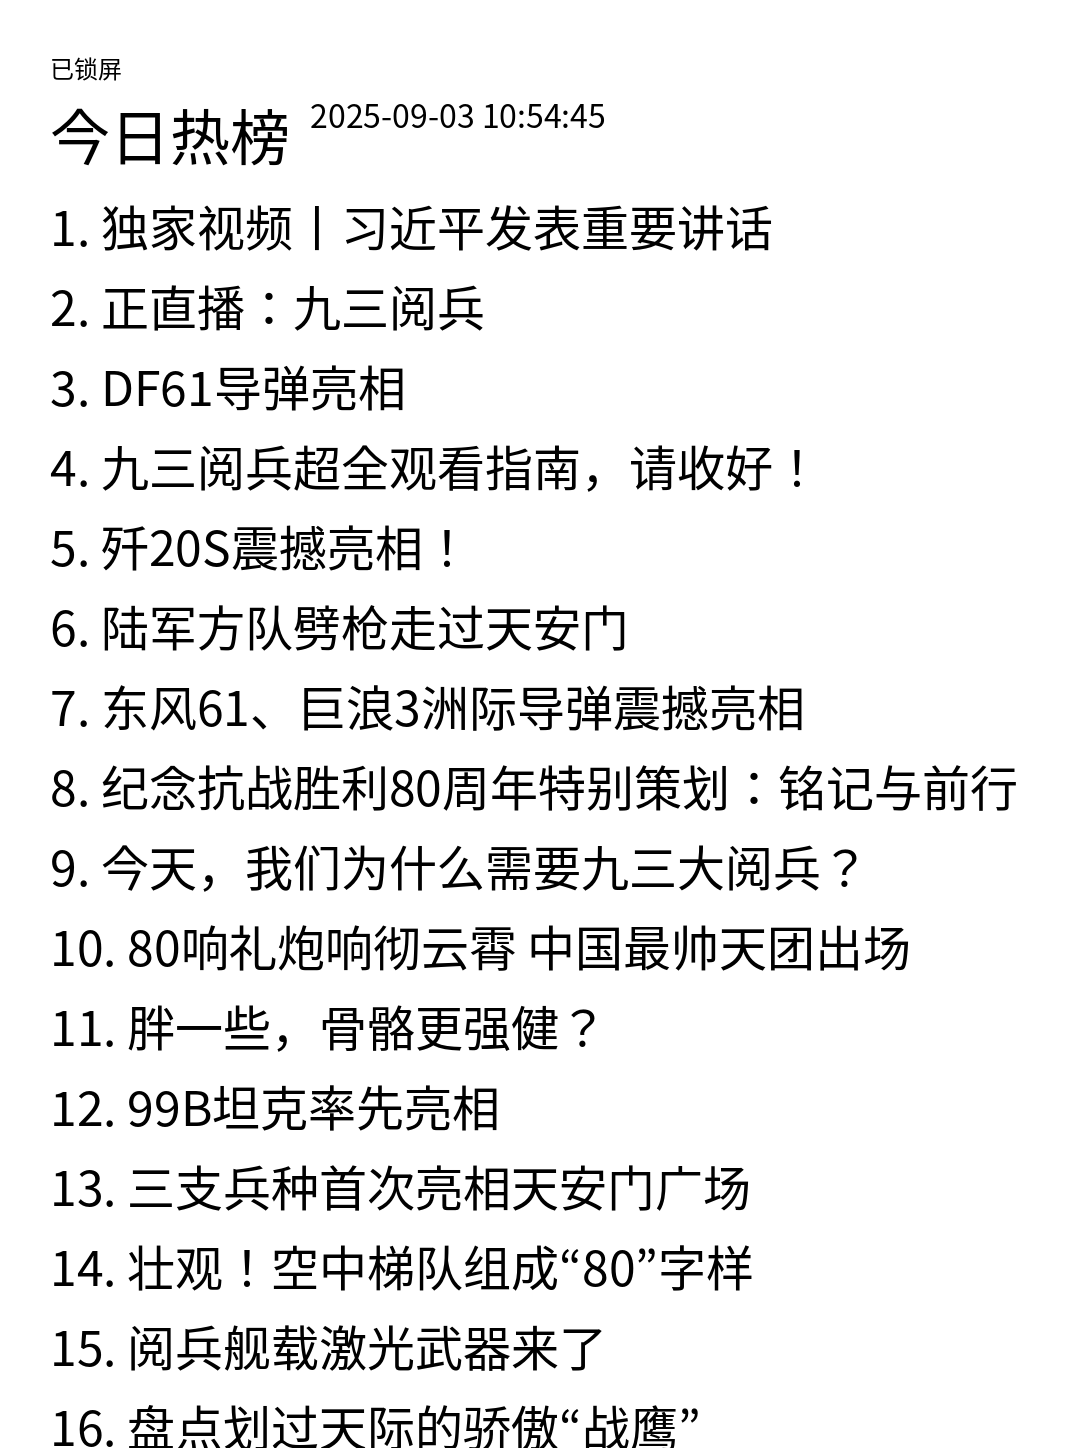 已锁屏
今日热榜 2025-09-03 10:54:45
1. 独家视频丨习近平发表重要讲话
2. 正直播：九三阅兵
3. DF61导弹亮相
4. 九三阅兵超全观看指南，请收好！
5. 歼20S震撼亮相！
6. 陆军方队劈枪走过天安门
7. 东风61、巨浪3洲际导弹震撼亮相
8. 纪念抗战胜利80周年特别策划：铭记与前行
9. 今天，我们为什么需要九三大阅兵？
10. 80响礼炮响彻云霄 中国最帅天团出场
11. 胖一些，骨骼更强健？
12. 99B坦克率先亮相
13. 三支兵种首次亮相天安门广场
14. 壮观！空中梯队组成“80”字样
15. 阅兵舰载激光武器来了
16. 盘点划过天际的骄傲“战鹰”